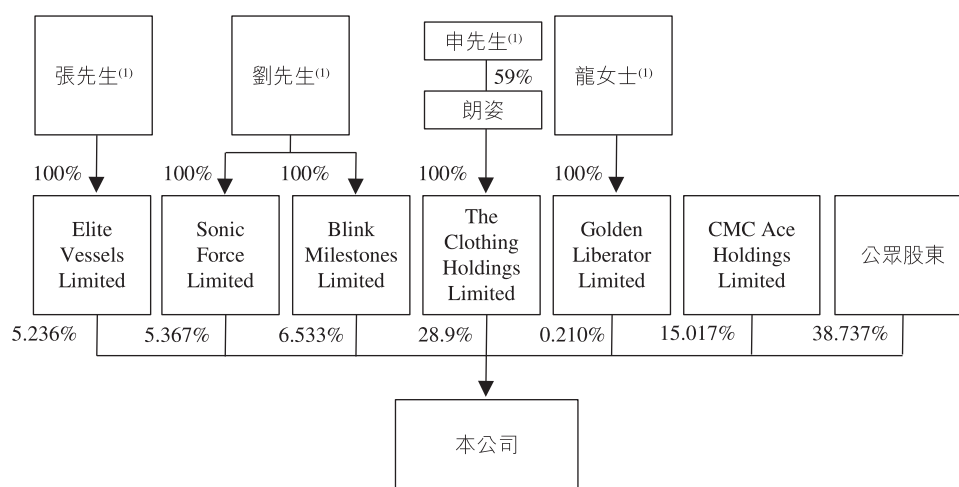 張先生(1)
劉先生(1)
申先生(1)
59%
朗姿
龍女士(1)
100%
100%
100%
100%
100%
Elite
Vessels
Limited
Sonic
Force
Limited
Blink
Milestones
Limited
The
Clothing
Holdings
Limited
Golden
Liberator
Limited
CMC Ace
Holdings
Limited
公眾股東
5.236%
5.367%
6.533%
28.9%
0.210%
15.017%
38.737%
本公司